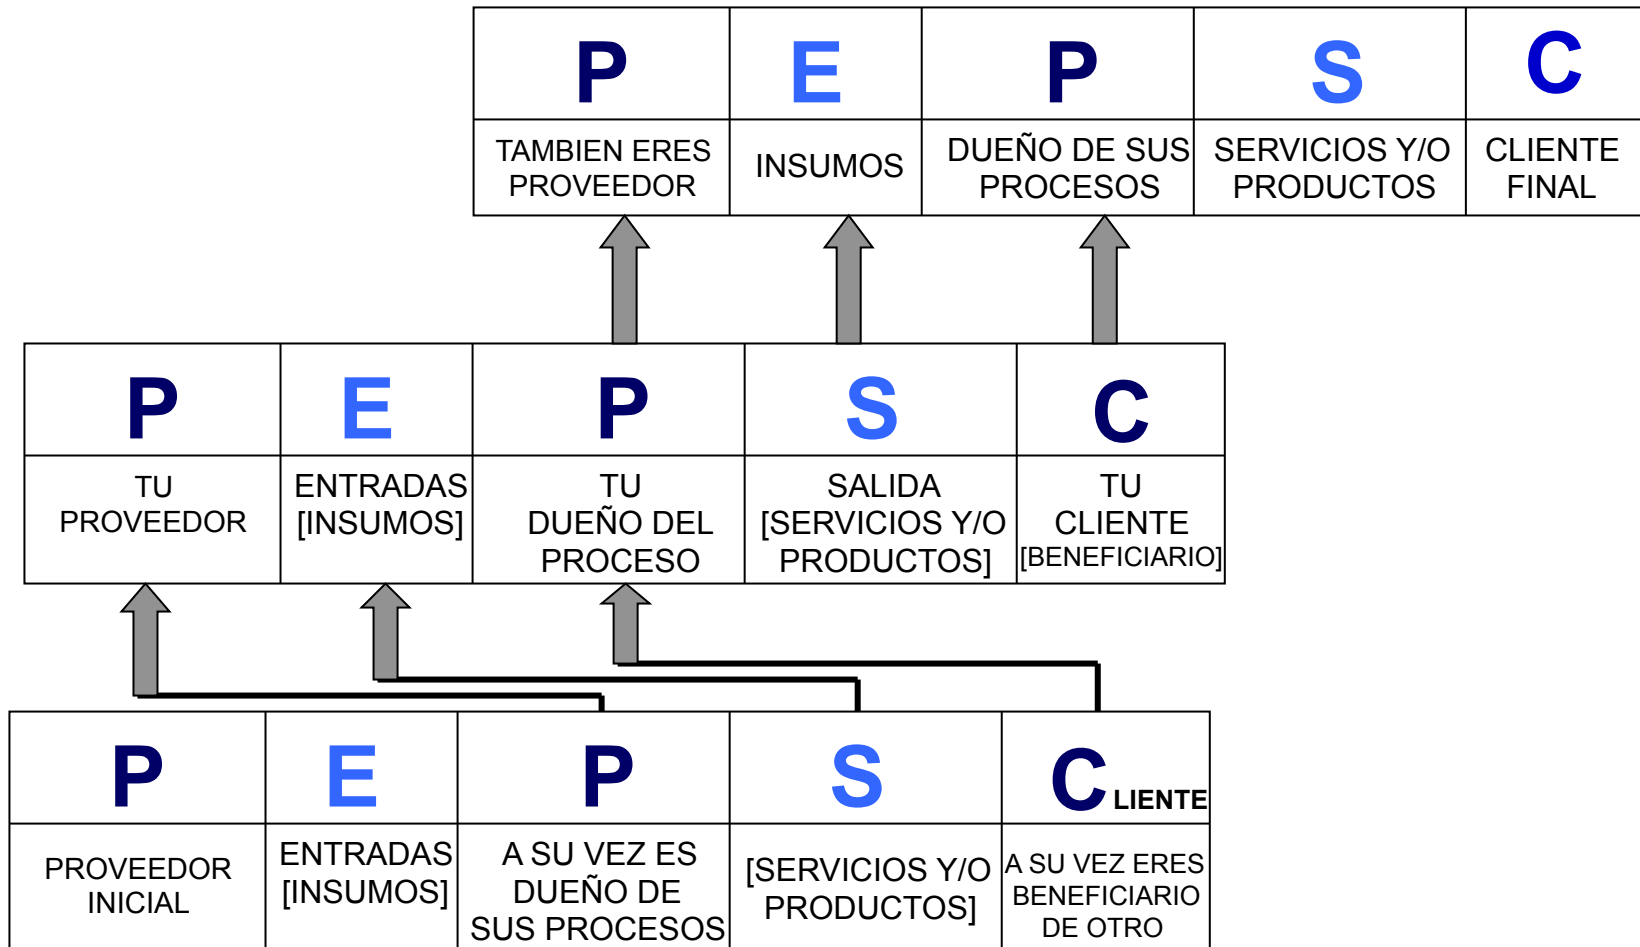 P E P S C
TAMBIEN ERES
PROVEEDOR
INSUMOS
DUEÑO DE SUS
PROCESOS
SERVICIOS Y/O
PRODUCTOS
CLIENTE
FINAL
P E P S C
TU
PROVEEDOR
ENTRADAS
[INSUMOS]
TU
DUEÑO DEL
PROCESO
SALIDA
[SERVICIOS Y/O
PRODUCTOS]
TU
CLIENTE
[BENEFICIARIO]
P E P S CLIENTE
PROVEEDOR
INICIAL
ENTRADAS
[INSUMOS]
A SU VEZ ES
DUEÑO DE
SUS PROCESOS
[SERVICIOS Y/O
PRODUCTOS]
A SU VEZ ERES
BENEFICIARIO
DE OTRO